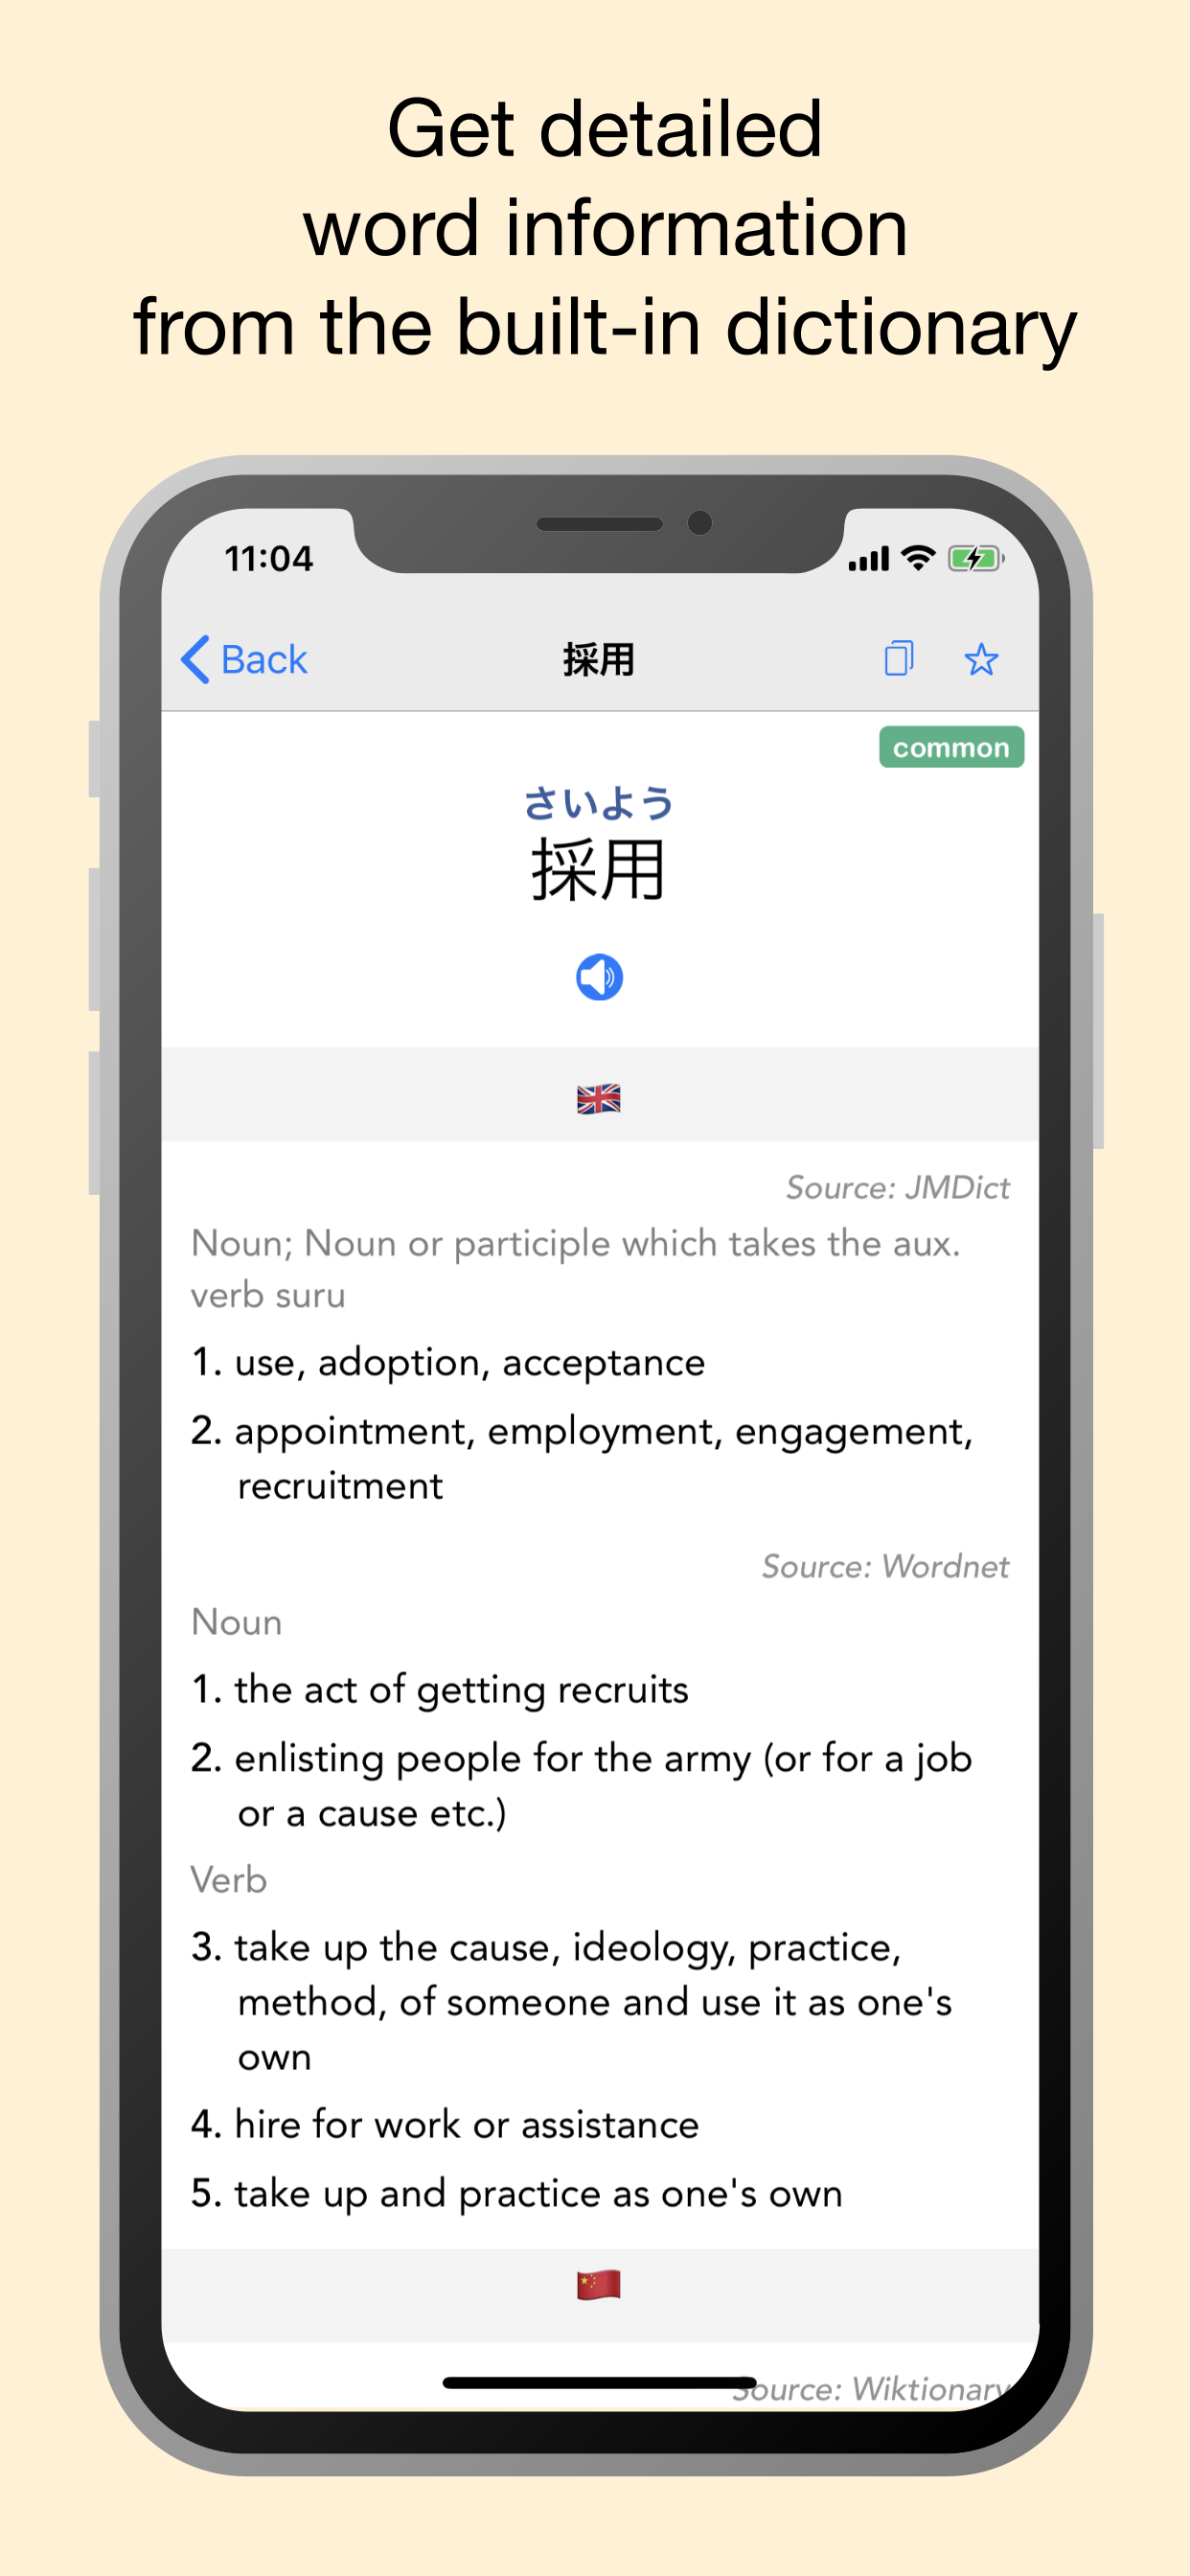 Get detailed
word information
from the built-in dictionary
11:04
Back
採用
common
さいよう
採用
Source: JMDict
Noun; Noun or participle which takes the aux.
verb suru
1. use, adoption, acceptance
2. appointment, employment, engagement,
recruitment
Source: Wordnet
Noun
1. the act of getting recruits
2. enlisting people for the army (or for a job
or a cause etc.)
Verb
3. take up the cause, ideology, practice,
method, of someone and use it as one's
own
4. hire for work or assistance
5. take up and practice as one's own
Source: Wiktionary